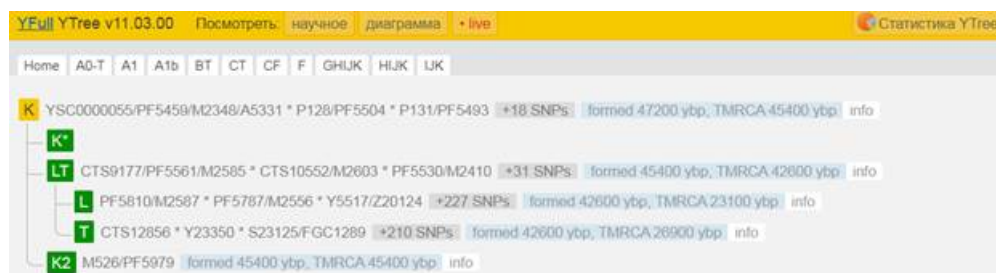 YFull YTree v11.03.00 Посмотреть: научное диаграмма • live Статистика YTree
Home A0-T A1 A1b BT CT CF F GHIJK HIJK IJK
K YSC0000055/PF5459/M2348/A5331 * P128/PF5504 * P131/PF5493 +18 SNPs formed 47200 ybp, TMRCA 45400 ybp info
K*
LT CTS9177/PF5561/M2585 * CTS10552/M2603 * PF5530/M2410 +31 SNPs formed 45400 ybp, TMRCA 42600 ybp info
L PF5810/M2587 * PF5787/M2556 * Y5517/Z20124 +227 SNPs formed 42600 ybp, TMRCA 23100 ybp info
T CTS12856 * Y23350 * S23125/FGC1289 +210 SNPs formed 42600 ybp, TMRCA 26900 ybp info
K2 M526/PF5979 formed 45400 ybp, TMRCA 45400 ybp info